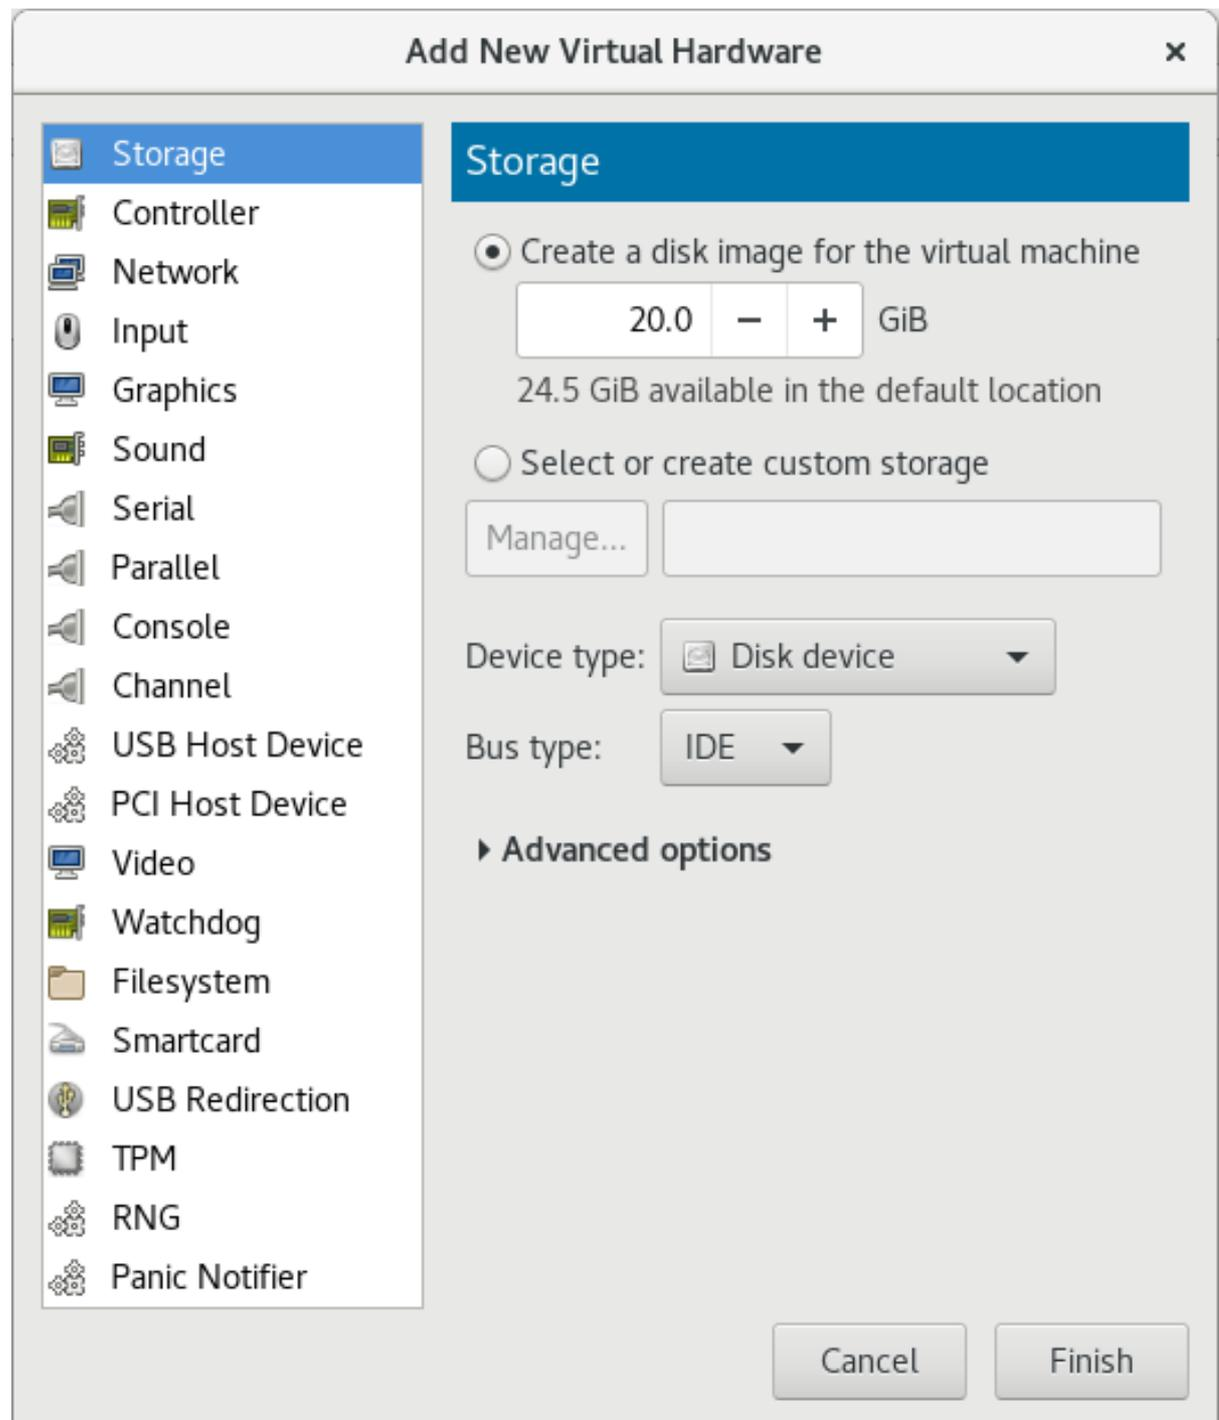 Add New Virtual Hardware
Storage
Controller
Network
Input
Graphics
Sound
Serial
Parallel
Console
Channel
USB Host Device
PCI Host Device
Video
Watchdog
Filesystem
Smartcard
USB Redirection
TPM
RNG
Panic Notifier
Storage
Create a disk image for the virtual machine
20.0 − + GiB
24.5 GiB available in the default location
Select or create custom storage
Manage...
Device type: Disk device
Bus type: IDE
Advanced options
Cancel Finish